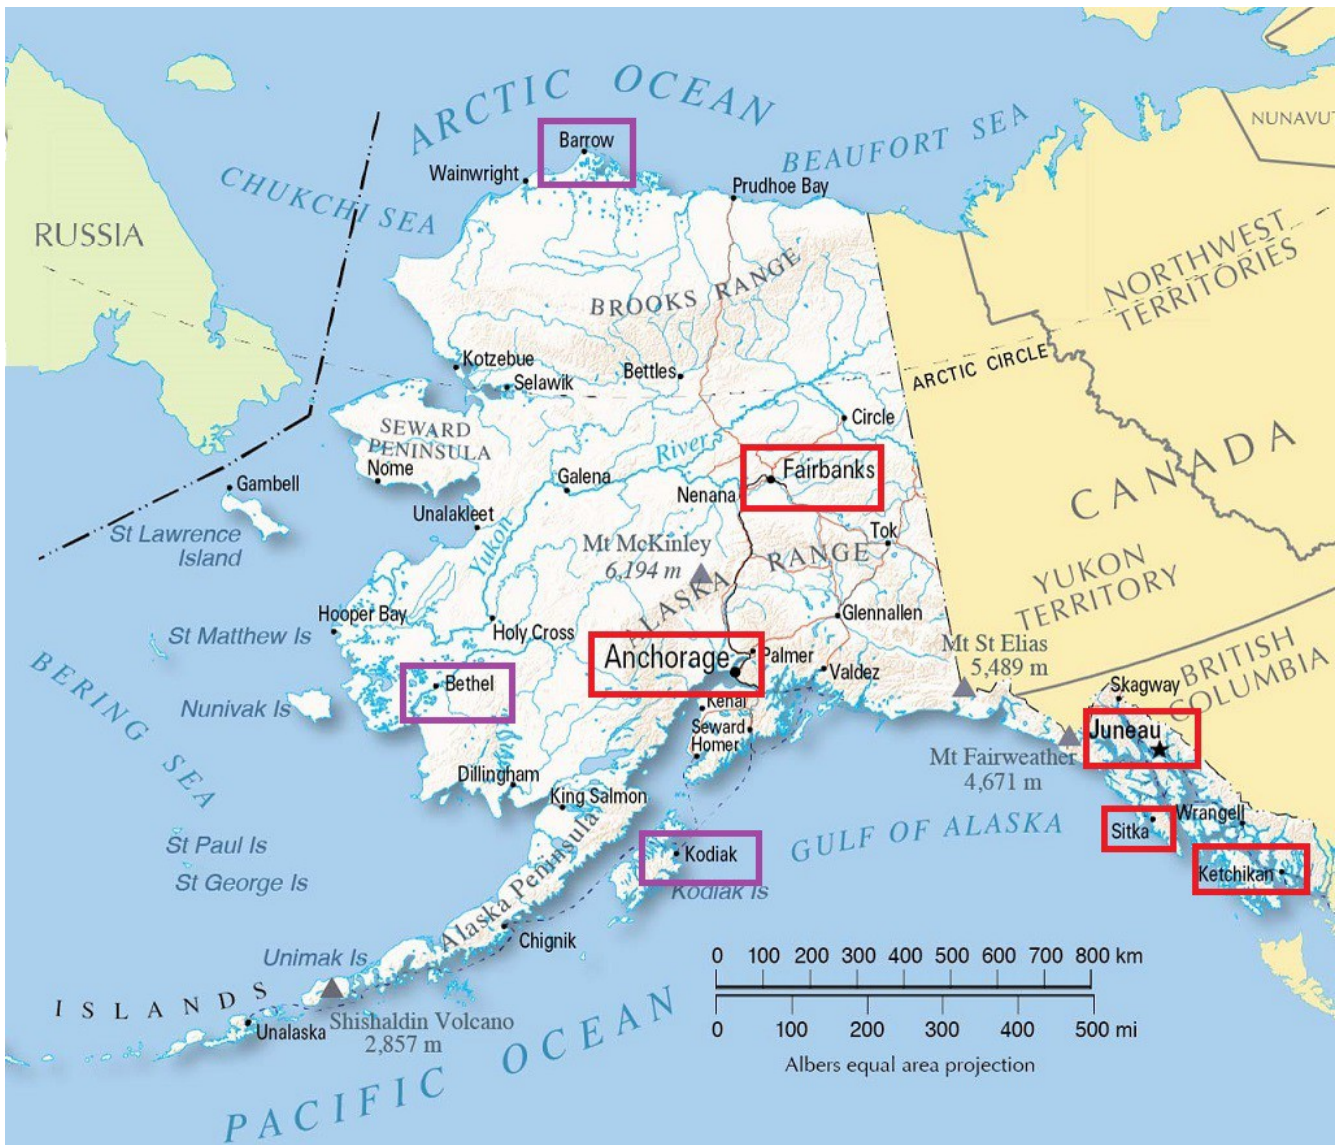 ARCTIC OCEAN
BEAUFORT SEA
NUNAVUT
CHUKCHI SEA
Barrow
Wainwright
Prudhoe Bay
RUSSIA
NORTHWEST
TERRITORIES
BROOKS RANGE
ARCTIC CIRCLE
Kotzebue
Selawik
Bettles
Circle
SEWARD
PENINSULA
Nome
River
Fairbanks
CANADA
Gambell
Galena
Nenana
Unalakleet
St Lawrence
Island
Yukon
Mt McKinley
6,194 m
ALASKA RANGE
Tok
YUKON
TERRITORY
Hooper Bay
St Matthew Is
Holy Cross
Glennallen
Mt St Elias
5,489 m
BRITISH
COLUMBIA
Anchorage
Palmer
Valdez
Bethel
Kenai
Skagway
Nunivak Is
BERING SEA
Seward
Homer
Juneau
Mt Fairweather
4,671 m
Dillingham
King Salmon
Wrangell
Sitka
GULF OF ALASKA
St Paul Is
St George Is
Kodiak
Kodiak Is
Ketchikan
Alaska Peninsula
Chignik
Unimak Is
ISLANDS
Unalaska
Shishaldin Volcano
2,857 m
PACIFIC OCEAN
0 100 200 300 400 500 600 700 800 km
0 100 200 300 400 500 mi
Albers equal area projection